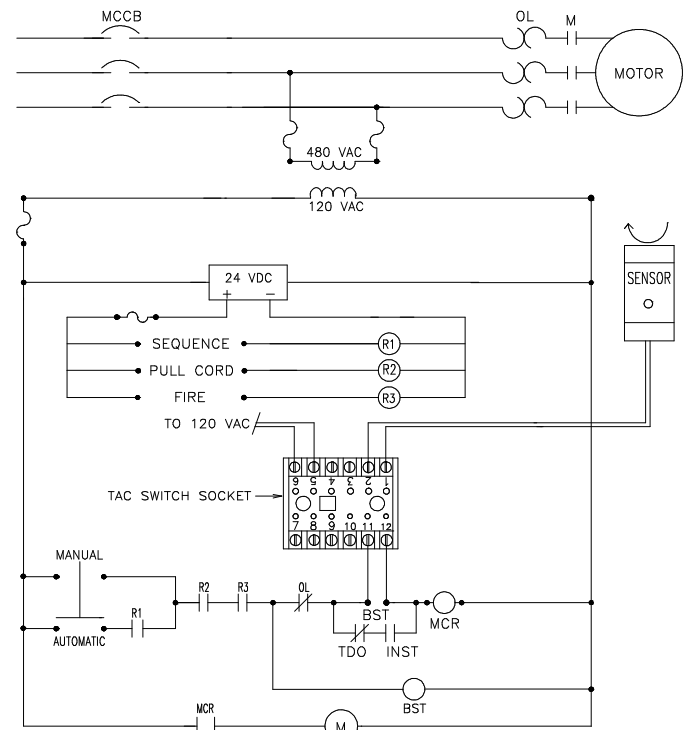 MCCB
OL
M
MOTOR
480 VAC
120 VAC
24 VDC
+ −
SENSOR
SEQUENCE
R1
PULL CORD
R2
FIRE
R3
TO 120 VAC
6 5 4 3 2 1
TAC SWITCH SOCKET
7 8 9 10 11 12
MANUAL
R1
AUTOMATIC
R2
R3
OL
BST
MCR
TDO
INST
BST
MCR
M